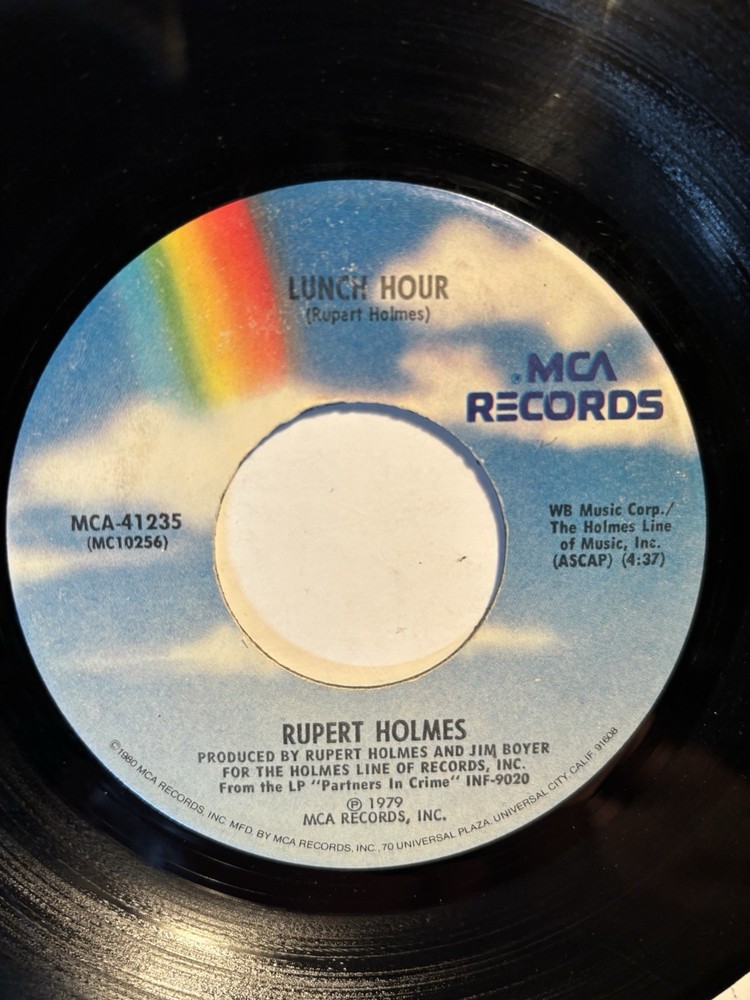 LUNCH HOUR
(Rupert Holmes)
MCA
RECORDS
MCA-41235
(MC10256)
WB Music Corp./
The Holmes Line
of Music, Inc.
(ASCAP) (4:37)
RUPERT HOLMES
PRODUCED BY RUPERT HOLMES AND JIM BOYER
FOR THE HOLMES LINE OF RECORDS, INC.
From the LP "Partners In Crime" INF-9020
℗ 1979
MCA RECORDS, INC.
©1980 MCA RECORDS, INC. MFD. BY MCA RECORDS, INC., 70 UNIVERSAL PLAZA, UNIVERSAL CITY, CALIF. 91608